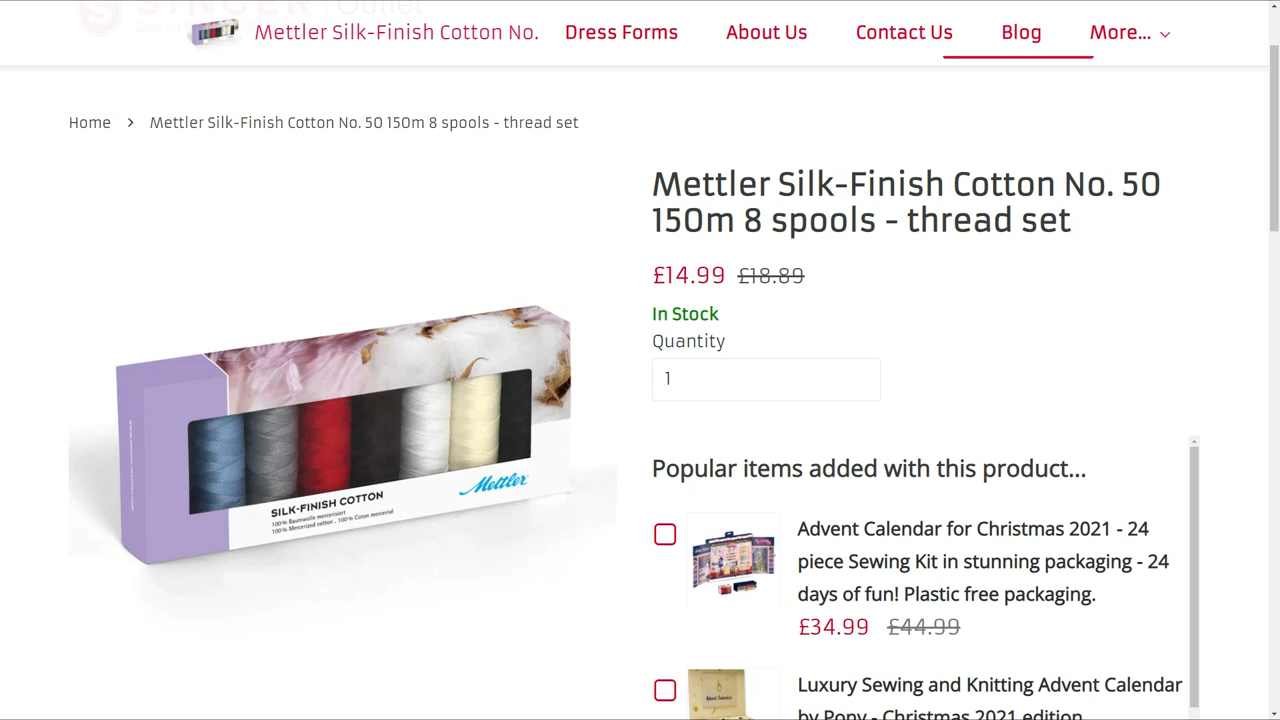 SINGER | Outlet
Mettler Silk-Finish Cotton No.
Dress Forms
About Us
Contact Us
Blog
More...
Home > Mettler Silk-Finish Cotton No. 50 150m 8 spools - thread set
Mettler Silk-Finish Cotton No. 50
150m 8 spools - thread set
£14.99 £18.89
In Stock
Quantity
1
SILK-FINISH COTTON
100% Baumwolle mercerisiert
100% Mercerized cotton . 100% Coton mercerisé
Mettler
Popular items added with this product...
Advent Calendar for Christmas 2021 - 24
piece Sewing Kit in stunning packaging - 24
days of fun! Plastic free packaging.
£34.99 £44.99
Luxury Sewing and Knitting Advent Calendar
by Pony - Christmas 2021 edition